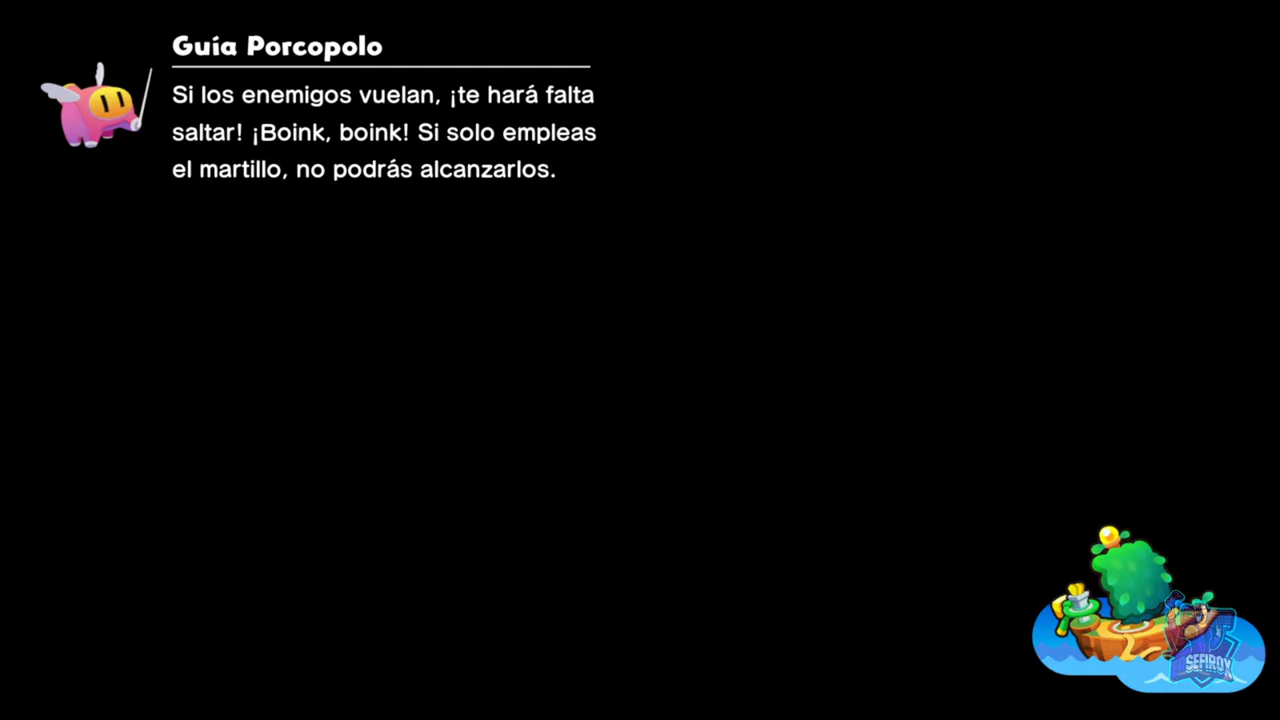 Guía Porcopolo
Si los enemigos vuelan, ¡te hará falta
saltar! ¡Boink, boink! Si solo empleas
el martillo, no podrás alcanzarlos.
SEFIROX